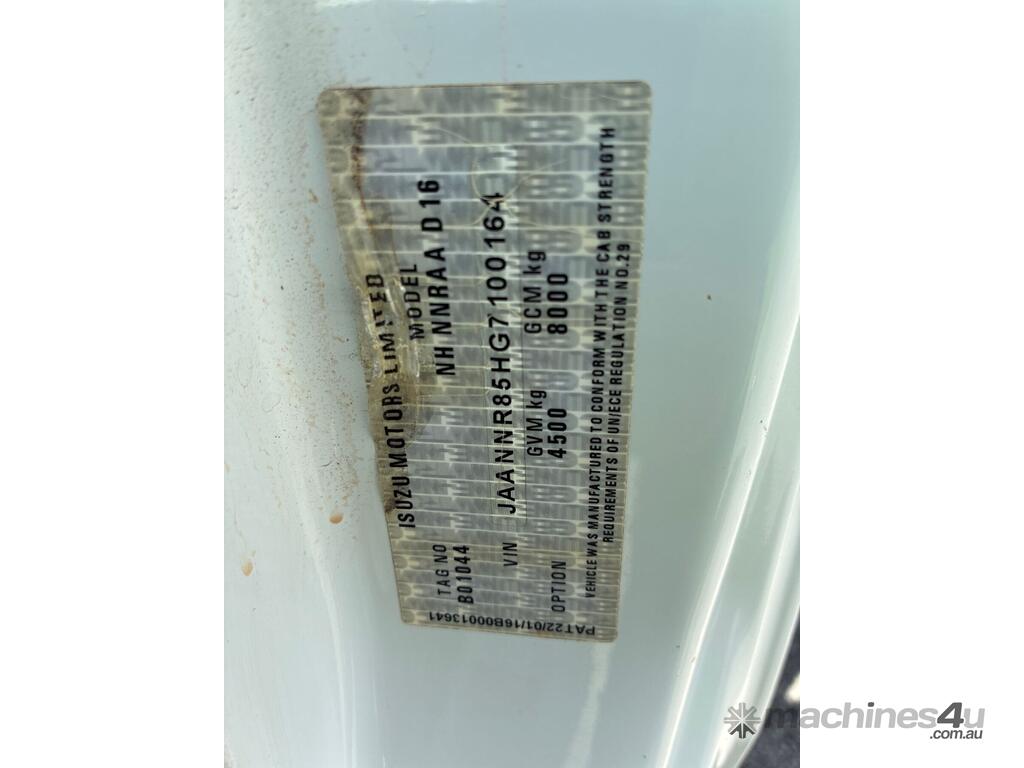 ISUZU MOTORS LIMITED
TAG NO MODEL
B01044 NH NNRAA D16
VIN JAANNR85HG7100164
GVM kg GCM kg
OPTION 4500 8000
VEHICLE WAS MANUFACTURED TO CONFORM WITH THE CAB STRENGTH
REQUIREMENTS OF UN/ECE REGULATION NO.29
PAT22/01/16B00013641
machines4u
.com.au